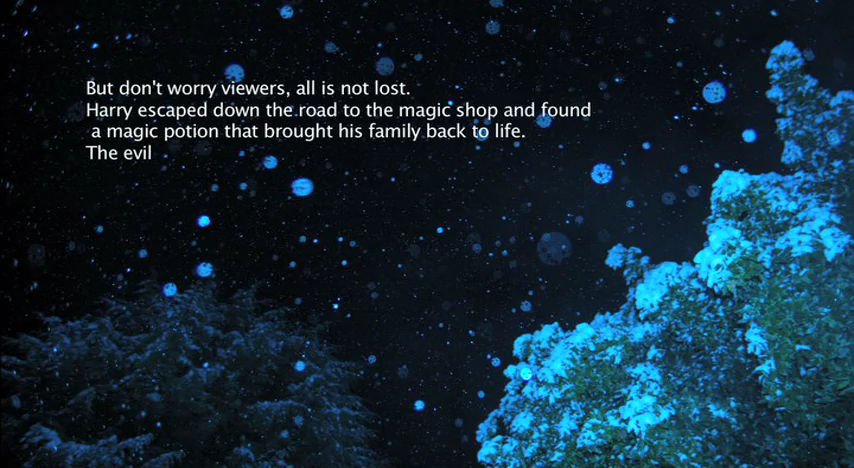 But don't worry viewers, all is not lost.
Harry escaped down the road to the magic shop and found
a magic potion that brought his family back to life.
The evil